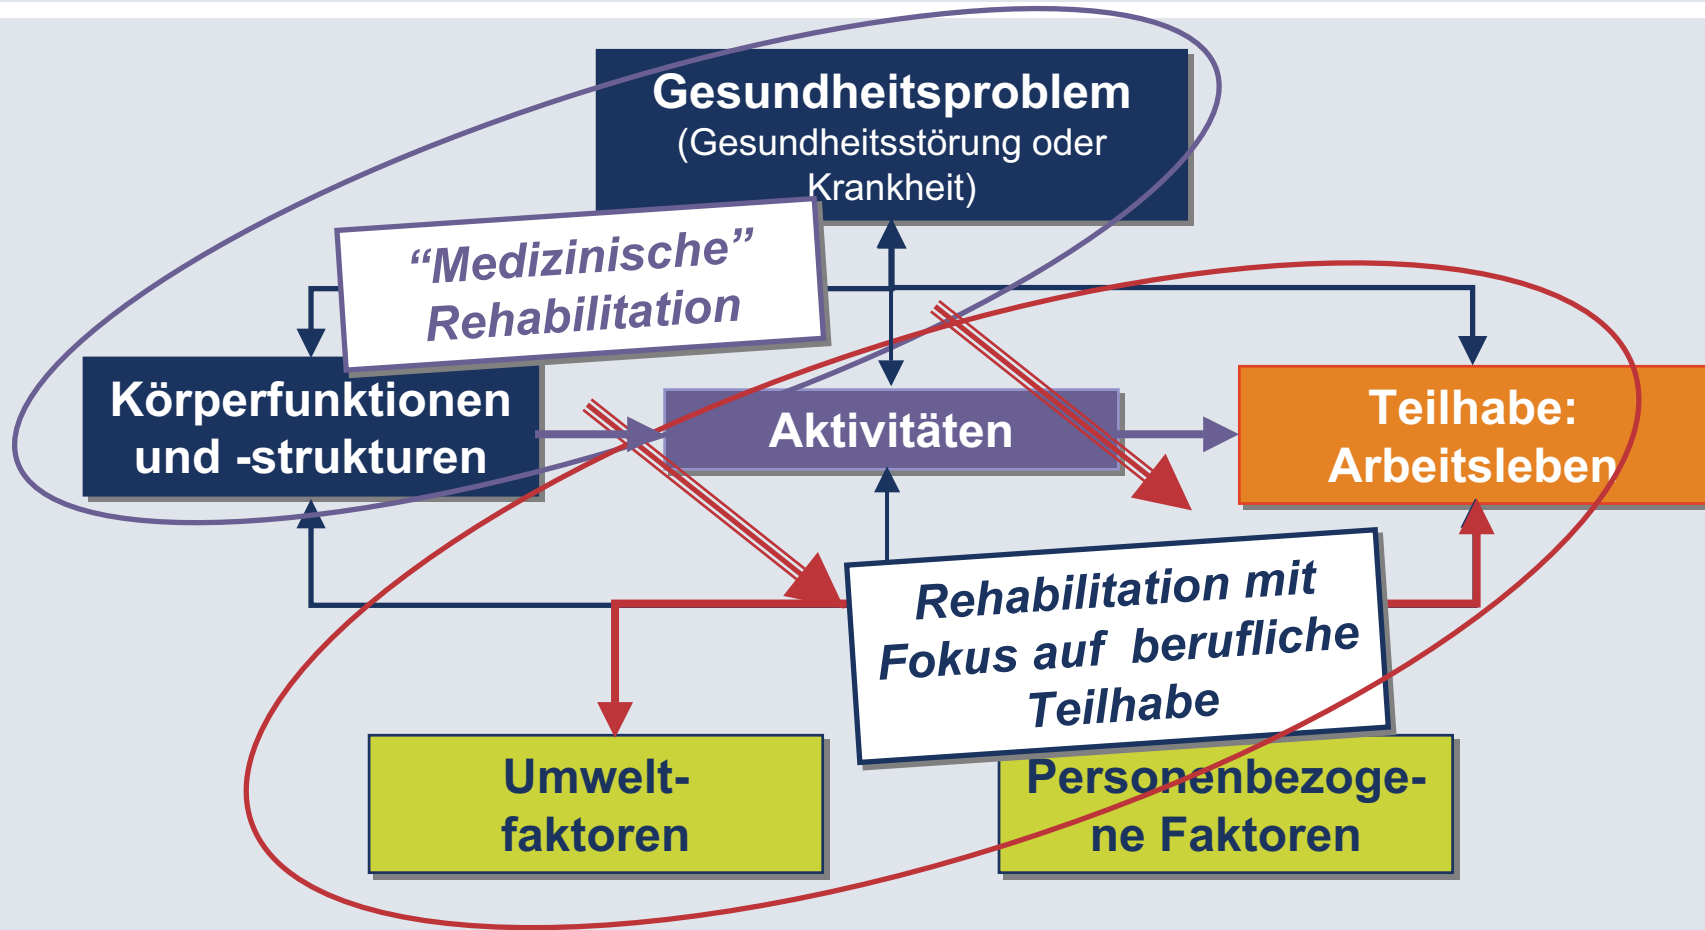 Gesundheitsproblem
(Gesundheitsstörung oder
Krankheit)
“Medizinische”
Rehabilitation
Körperfunktionen
und -strukturen
Aktivitäten
Teilhabe:
Arbeitsleben
Rehabilitation mit
Fokus auf berufliche
Teilhabe
Umwelt-
faktoren
Personenbezoge-
ne Faktoren